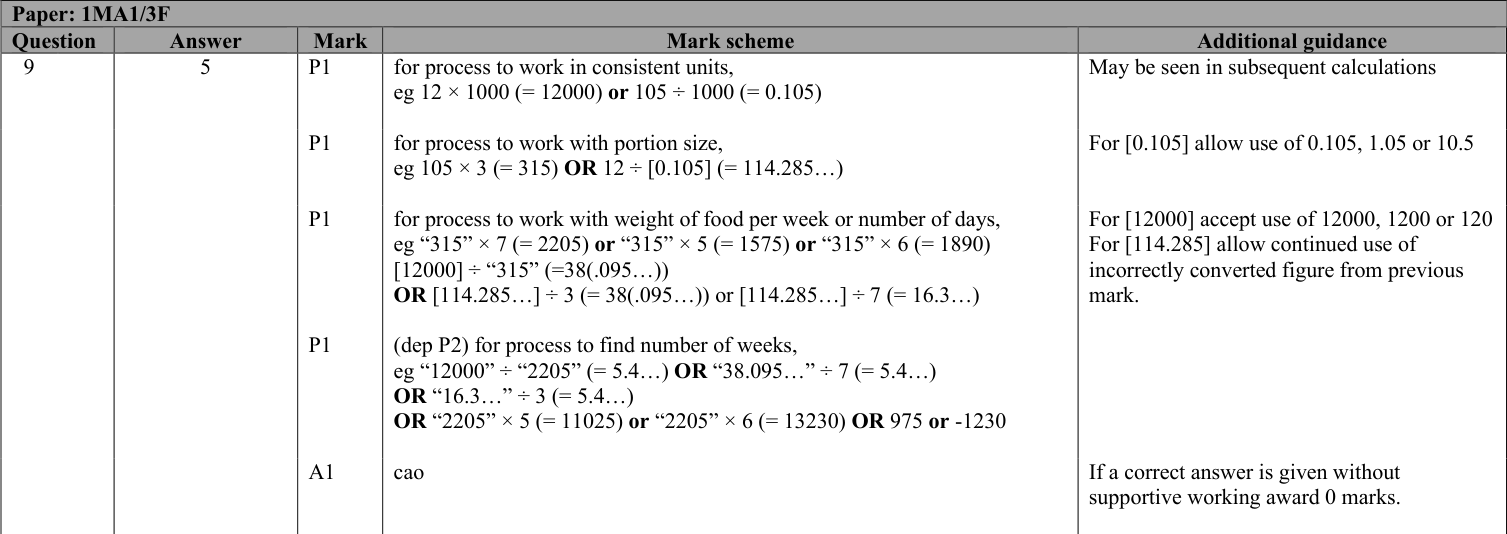 Paper: 1MA1/3F
Question Answer Mark Mark scheme Additional guidance
9 5 P1 for process to work in consistent units, May be seen in subsequent calculations
eg 12 × 1000 (= 12000) or 105 ÷ 1000 (= 0.105)
P1 for process to work with portion size, For [0.105] allow use of 0.105, 1.05 or 10.5
eg 105 × 3 (= 315) OR 12 ÷ [0.105] (= 114.285…)
P1 for process to work with weight of food per week or number of days, For [12000] accept use of 12000, 1200 or 120
eg “315” × 7 (= 2205) or “315” × 5 (= 1575) or “315” × 6 (= 1890) For [114.285] allow continued use of
[12000] ÷ “315” (=38(.095…)) incorrectly converted figure from previous
OR [114.285…] ÷ 3 (= 38(.095…)) or [114.285…] ÷ 7 (= 16.3…) mark.
P1 (dep P2) for process to find number of weeks,
eg “12000” ÷ “2205” (= 5.4…) OR “38.095…” ÷ 7 (= 5.4…)
OR “16.3…” ÷ 3 (= 5.4…)
OR “2205” × 5 (= 11025) or “2205” × 6 (= 13230) OR 975 or -1230
A1 cao If a correct answer is given without
supportive working award 0 marks.